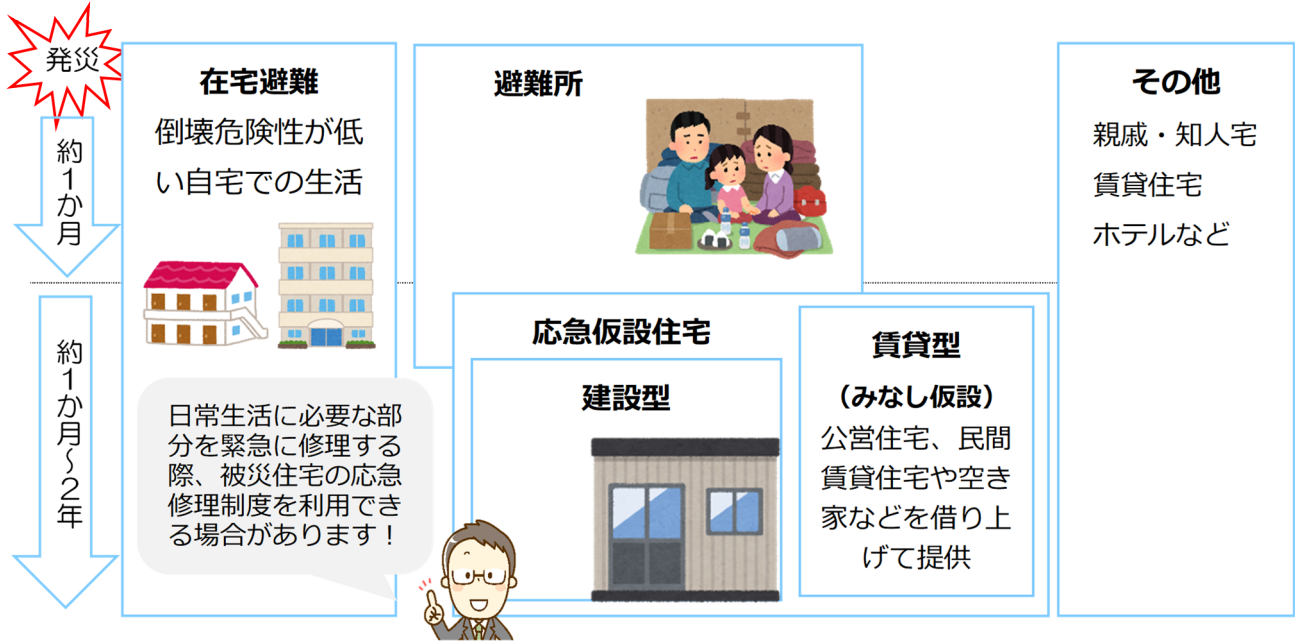 発災
約1か月
約1か月～2年
在宅避難
倒壊危険性が低
い自宅での生活
日常生活に必要な部
分を緊急に修理する
際、被災住宅の応急
修理制度を利用でき
る場合があります！
避難所
応急仮設住宅
建設型
賃貸型
（みなし仮設）
公営住宅、民間
賃貸住宅や空き
家などを借り上
げて提供
その他
親戚・知人宅
賃貸住宅
ホテルなど